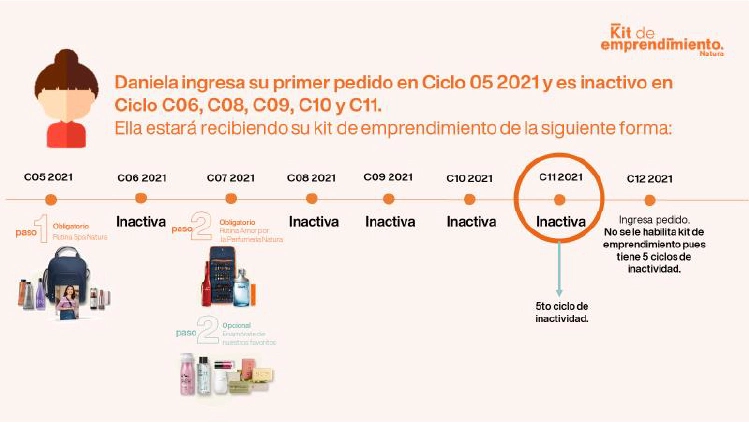 Kit de
emprendimiento.
Natura
Daniela ingresa su primer pedido en Ciclo 05 2021 y es inactivo en
Ciclo C06, C08, C09, C10 y C11.
Ella estará recibiendo su kit de emprendimiento de la siguiente forma:
C05 2021
C06 2021
C07 2021
C08 2021
C09 2021
C10 2021
C11 2021
C12 2021
paso 1
Obligatorio
Rutina Spa Natura
Inactiva
paso 2
Obligatorio
Rutina Amor por
la Perfumería Natura
Inactiva
Inactiva
Inactiva
Inactiva
Ingresa pedido.
No se le habilita kit de
emprendimiento pues
tiene 5 ciclos de
inactividad.
5to ciclo de
inactividad.
paso 2
Opcional
nuestros favoritos